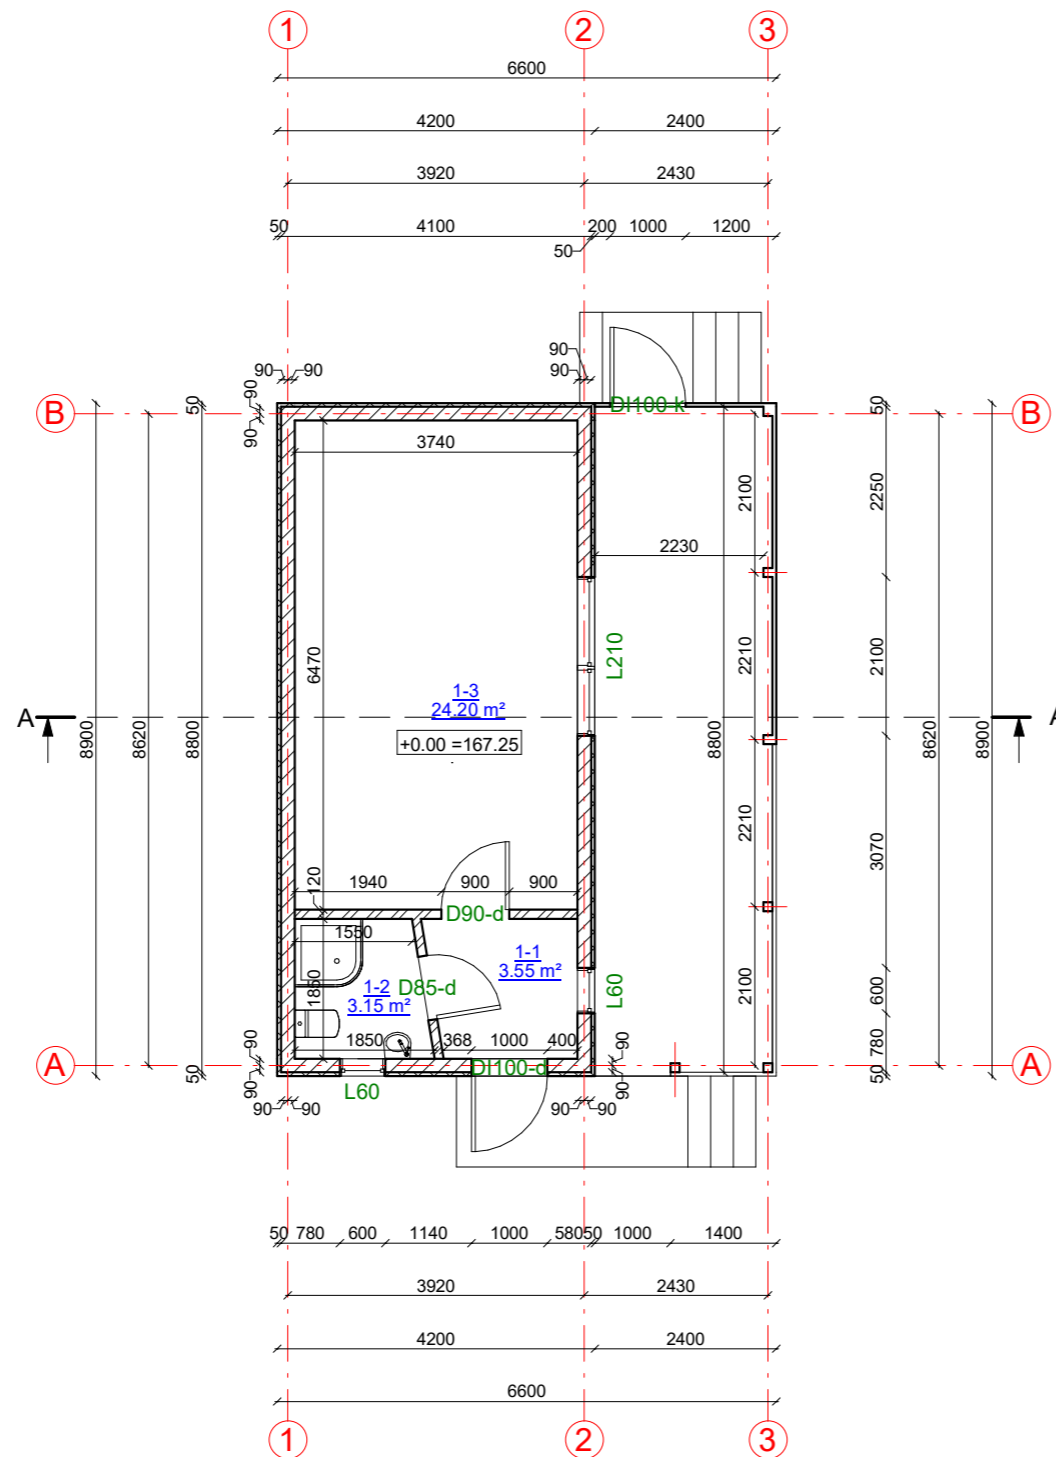 1 2 3
6600
4200 2400
3920 2430
50 4100 200 1000 1200
50
90
90 90 90
B B
90 50 DI100-k 50
90
3740
2100 2250
2230
6470 L210 2210 2100
1-3
24.20 m²
A A
+0.00 =167.25
8900 8620 8800 8800 8620 8900
2210 3070
120 1940 900 900
D90-d
1550 1-1
3.55 m²
1850 1-2 D85-d L60 2100 600
3.15 m²
1850 368 1000 400 780
90 90
A A
90 50 DI100-d 90 50
L60
90 90 90 90
50 780 600 1140 1000 580 50 1000 1400
3920 2430
4200 2400
6600
1 2 3